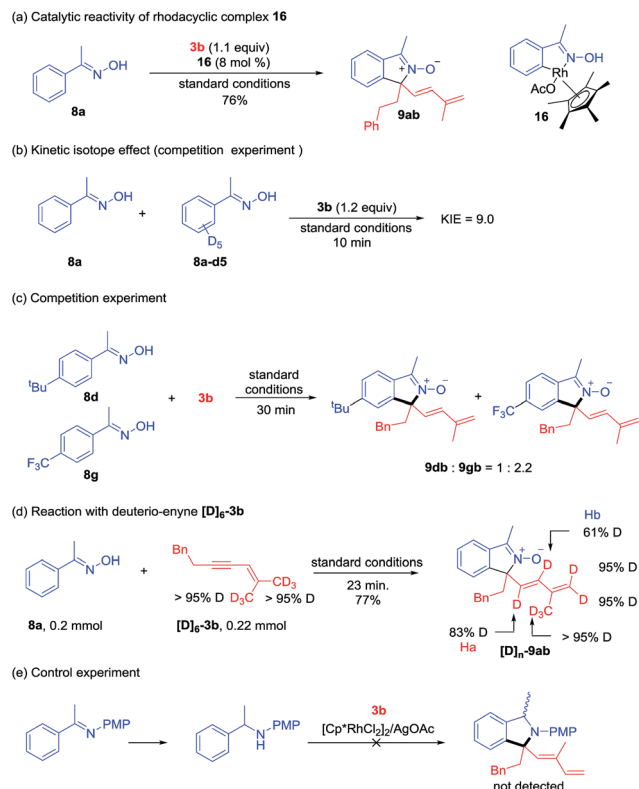 (a) Catalytic reactivity of rhodacyclic complex 16
N OH
8a
3b (1.1 equiv)
16 (8 mol %)
standard conditions
76%
N + O-
Ph
9ab
N OH
Rh
AcO
16
(b) Kinetic isotope effect (competition experiment )
N OH
8a
+
N OH
D5
8a-d5
3b (1.2 equiv)
standard conditions
10 min
KIE = 9.0
(c) Competition experiment
N OH
tBu
8d
N OH
F3C
8g
+ 3b
standard
conditions
30 min
N + O-
tBu
Bn
+
N + O-
F3C
Bn
9db : 9gb = 1 : 2.2
(d) Reaction with deuterio-enyne [D]6-3b
N OH
8a, 0.2 mmol
+
Bn
CD3
> 95% D D3C > 95% D
[D]6-3b, 0.22 mmol
standard conditions
23 min.
77%
Hb
61% D
N + O-
D D 95% D
Bn D D3C D 95% D
83% D [D]n-9ab > 95% D
Ha
(e) Control experiment
N-PMP
N-PMP
H
3b
[Cp*RhCl2]2/AgOAc
N-PMP
Bn
not detected